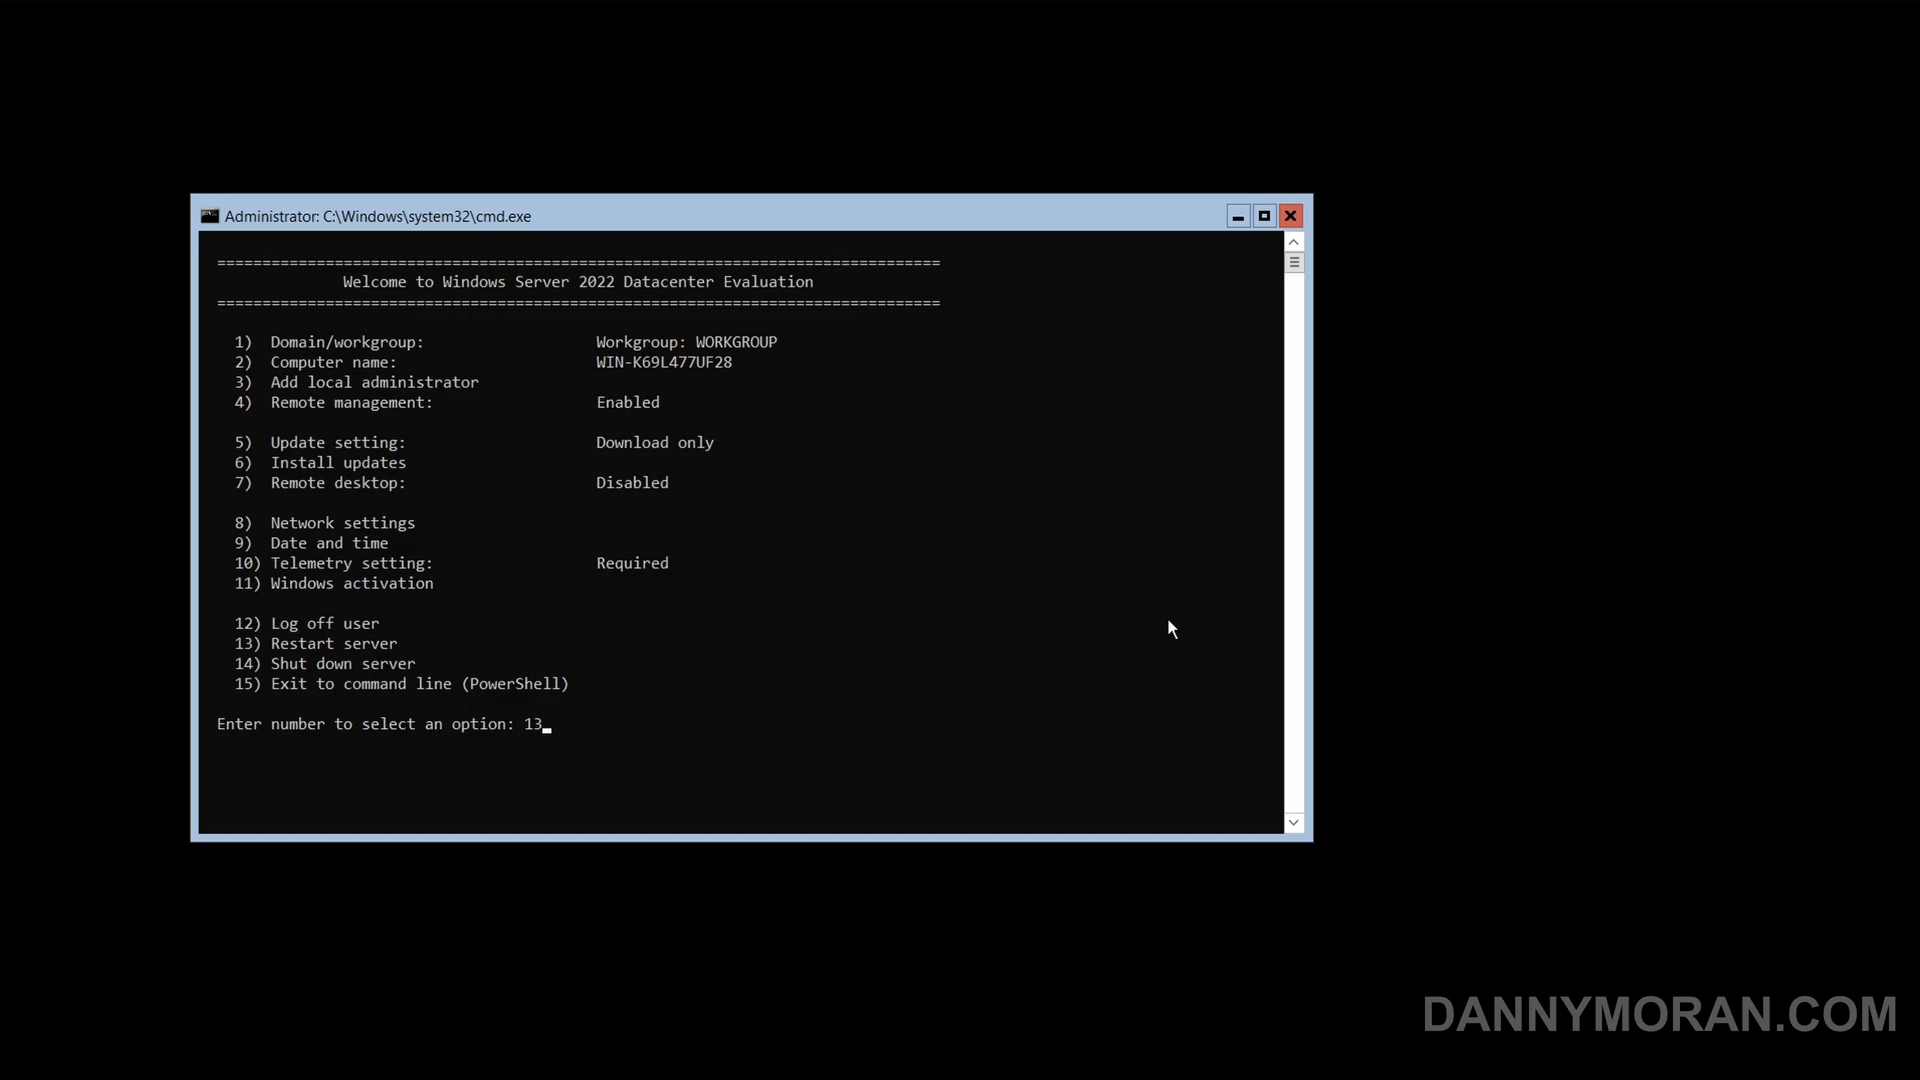 Administrator: C:\Windows\system32\cmd.exe
================================================================================
Welcome to Windows Server 2022 Datacenter Evaluation
================================================================================
1) Domain/workgroup: Workgroup: WORKGROUP
2) Computer name: WIN-K69L477UF28
3) Add local administrator
4) Remote management: Enabled
5) Update setting: Download only
6) Install updates
7) Remote desktop: Disabled
8) Network settings
9) Date and time
10) Telemetry setting: Required
11) Windows activation
12) Log off user
13) Restart server
14) Shut down server
15) Exit to command line (PowerShell)
Enter number to select an option: 13
DANNYMORAN.COM